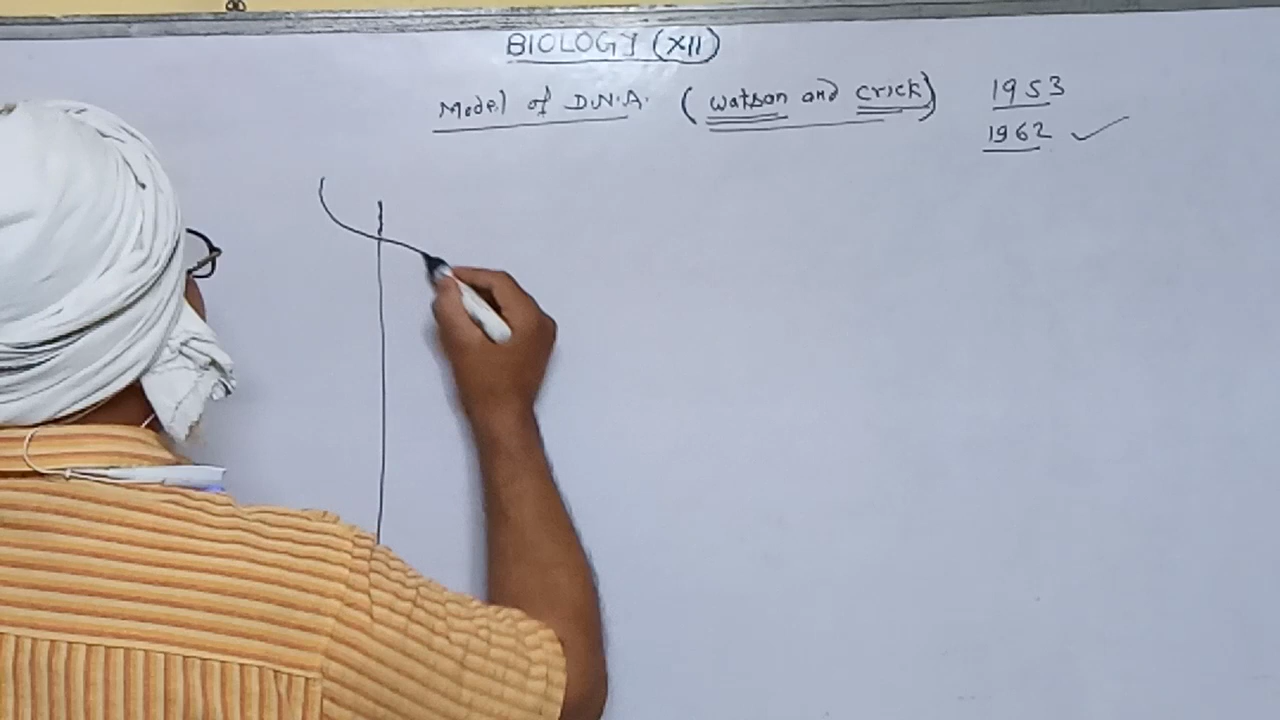 BIOLOGY (XII)
Model of D.N.A. (Watson and Crick) 1953
1962 ✓